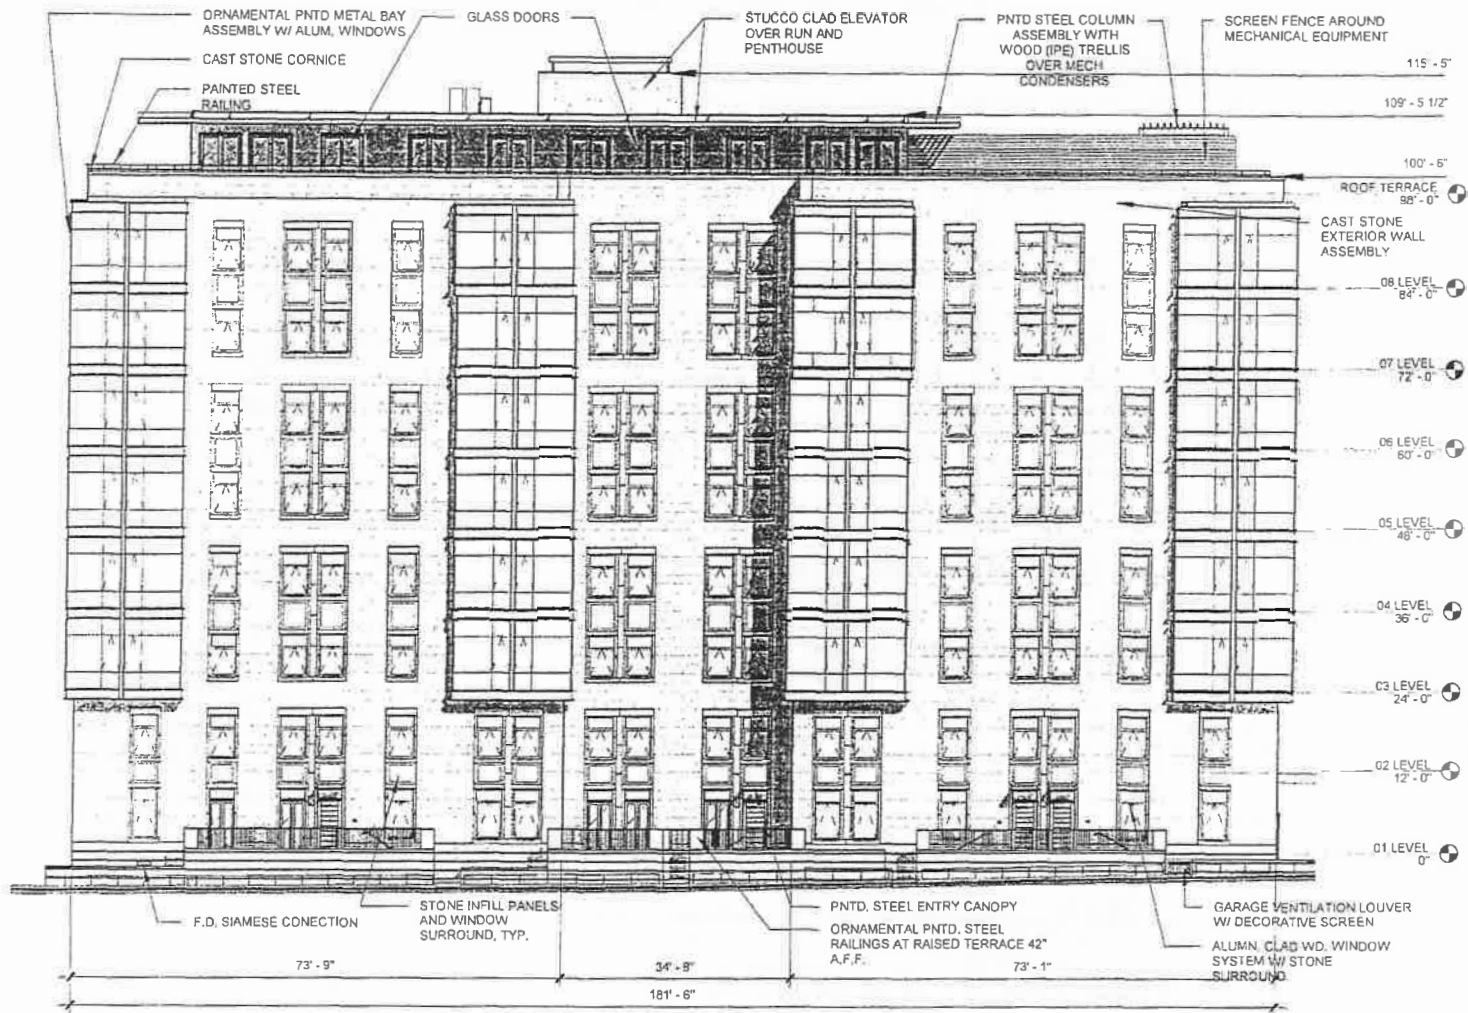 ORNAMENTAL PNTD METAL BAY
ASSEMBLY W/ ALUM. WINDOWS
CAST STONE CORNICE
PAINTED STEEL
RAILING
GLASS DOORS
STUCCO CLAD ELEVATOR
OVER RUN AND
PENTHOUSE
PNTD STEEL COLUMN
ASSEMBLY WITH
WOOD (IPE) TRELLIS
OVER MECH
CONDENSERS
SCREEN FENCE AROUND
MECHANICAL EQUIPMENT
115' - 5"
109' - 5 1/2"
100' - 6"
ROOF TERRACE
98' - 0"
CAST STONE
EXTERIOR WALL
ASSEMBLY
08 LEVEL
84' - 0"
07 LEVEL
72' - 0"
06 LEVEL
60' - 0"
05 LEVEL
48' - 0"
04 LEVEL
36' - 0"
03 LEVEL
24' - 0"
02 LEVEL
12' - 0"
01 LEVEL
0"
F.D. SIAMESE CONECTION
STONE INFILL PANELS
AND WINDOW
SURROUND, TYP.
PNTD. STEEL ENTRY CANOPY
ORNAMENTAL PNTD. STEEL
RAILINGS AT RAISED TERRACE 42"
A.F.F.
GARAGE VENTILATION LOUVER
W/ DECORATIVE SCREEN
ALUMN. CLAD WD. WINDOW
SYSTEM W/ STONE
SURROUND
73' - 9"
34' - 8"
73' - 1"
181' - 6"